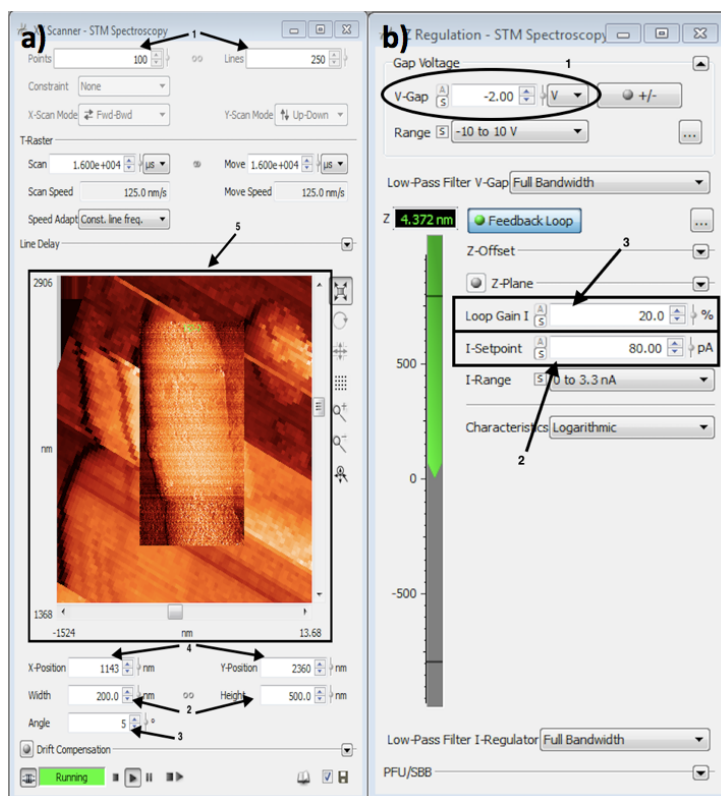 a) XY Scanner - STM Spectroscopy
1
Points 100 Lines 250
Constraint None
X-Scan Mode Fwd-Bwd Y-Scan Mode Up-Down
T-Raster
Scan 1.600e+004 µs Move 1.600e+004 µs
Scan Speed 125.0 nm/s Move Speed 125.0 nm/s
Speed Adapt Const. line freq.
5
Line Delay
2906
nm
1368
-1524 nm 13.68
4
X-Position 1143 nm Y-Position 2360 nm
Width 200.0 nm Height 500.0 nm
2
Angle 5 °
3
Drift Compensation
Running
b) Z Regulation - STM Spectroscopy
Gap Voltage
1
V-Gap A S -2.00 V +/-
Range S -10 to 10 V ...
Low-Pass Filter V-Gap Full Bandwidth
Z 4.372 nm Feedback Loop ...
3
Z-Offset
Z-Plane
Loop Gain I A S 20.0 %
I-Setpoint A S 80.00 pA
500
I-Range S 0 to 3.3 nA
Characteristics Logarithmic
2
0
-500
Low-Pass Filter I-Regulator Full Bandwidth
PFU/SBB